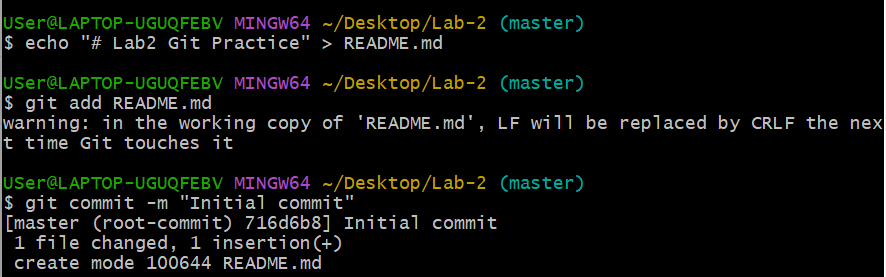 USer@LAPTOP-UGUQFEBV MINGW64 ~/Desktop/Lab-2 (master)
$ echo "# Lab2 Git Practice" > README.md
USer@LAPTOP-UGUQFEBV MINGW64 ~/Desktop/Lab-2 (master)
$ git add README.md
warning: in the working copy of 'README.md', LF will be replaced by CRLF the nex
t time Git touches it
USer@LAPTOP-UGUQFEBV MINGW64 ~/Desktop/Lab-2 (master)
$ git commit -m "Initial commit"
[master (root-commit) 716d6b8] Initial commit
 1 file changed, 1 insertion(+)
 create mode 100644 README.md